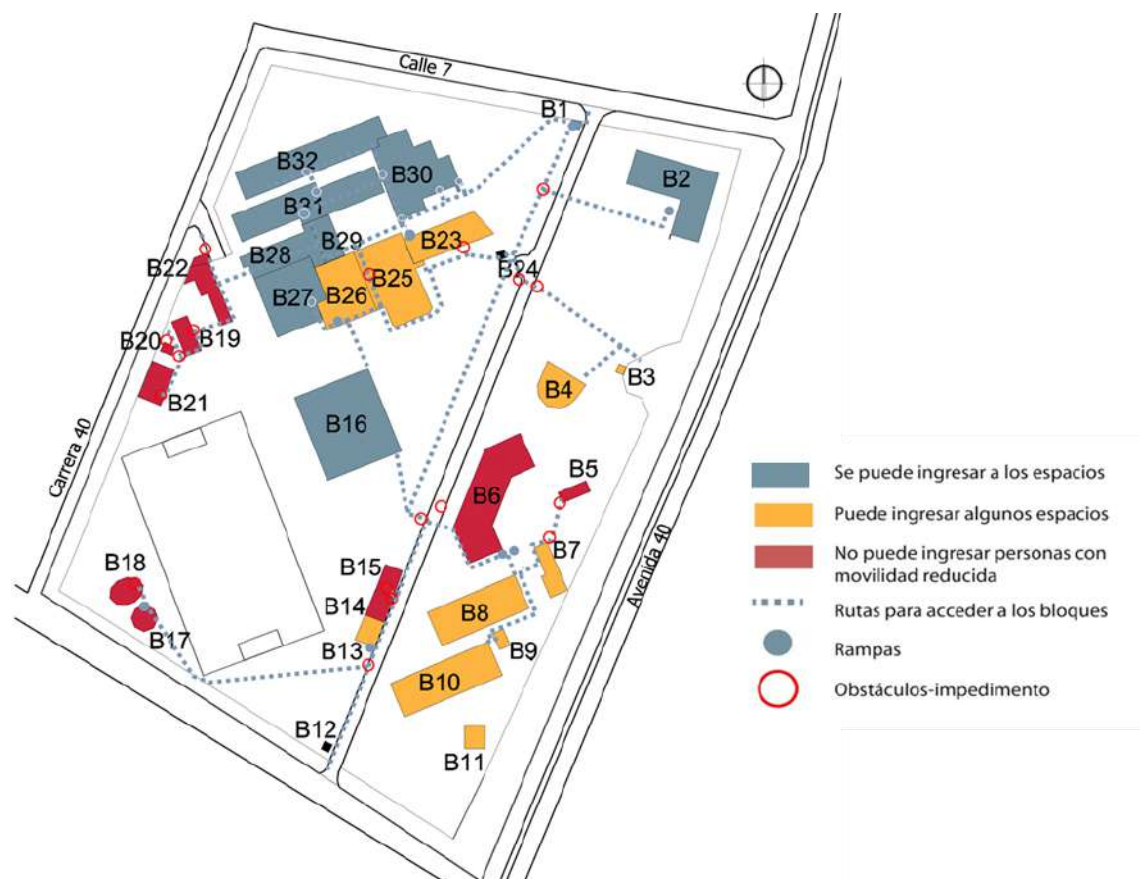 Calle 7
B1
B32
B30
B2
B31
B29
B23
B28
B22
B25
B24
B27
B26
B20
B19
B3
B4
B21
B16
Carrera 40
B5
B6
B7
B18
B15
B14
B17
B8
B13
B9
B10
B12
B11
Avenida 40
Se puede ingresar a los espacios
Puede ingresar algunos espacios
No puede ingresar personas con
movilidad reducida
Rutas para acceder a los bloques
Rampas
Obstáculos-impedimento